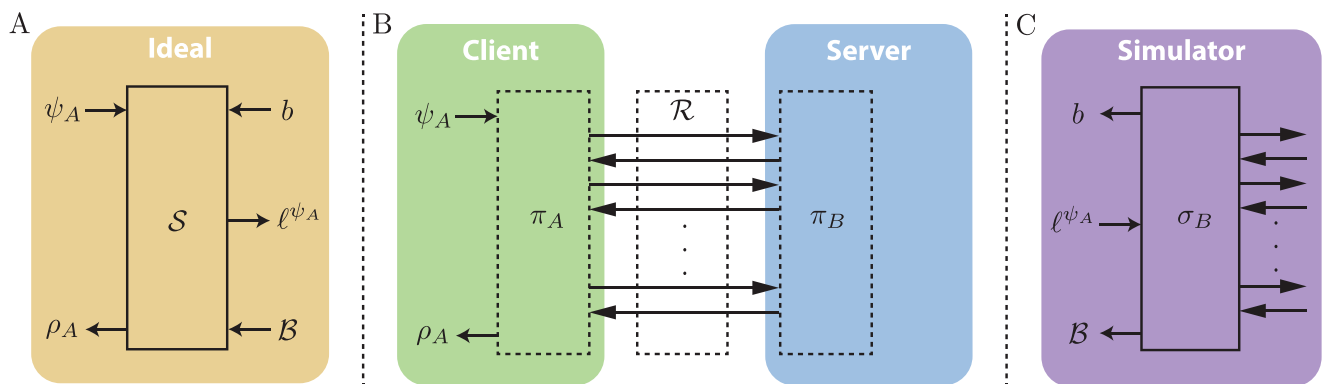 A
Ideal
ψ_A
b
S
ℓ^{ψ_A}
ρ_A
B
B
Client
Server
ψ_A
R
π_A
π_B
ρ_A
C
Simulator
b
ℓ^{ψ_A}
σ_B
B